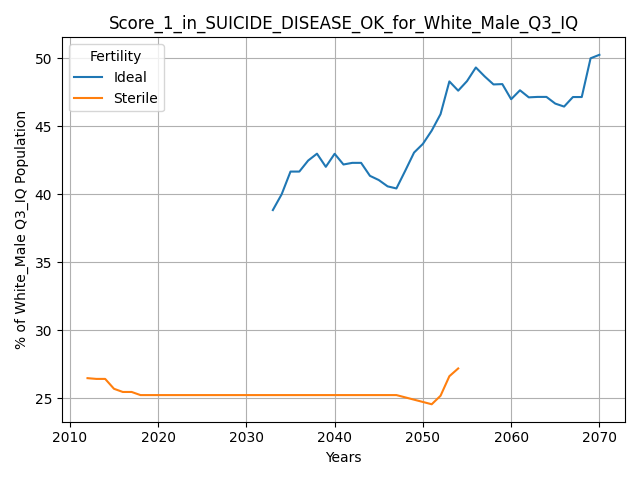 Score_1_in_SUICIDE_DISEASE_OK_for_White_Male_Q3_IQ
Fertility
Ideal
Sterile
% of White_Male Q3_IQ Population
50
45
40
35
30
25
2010 2020 2030 2040 2050 2060 2070
Years